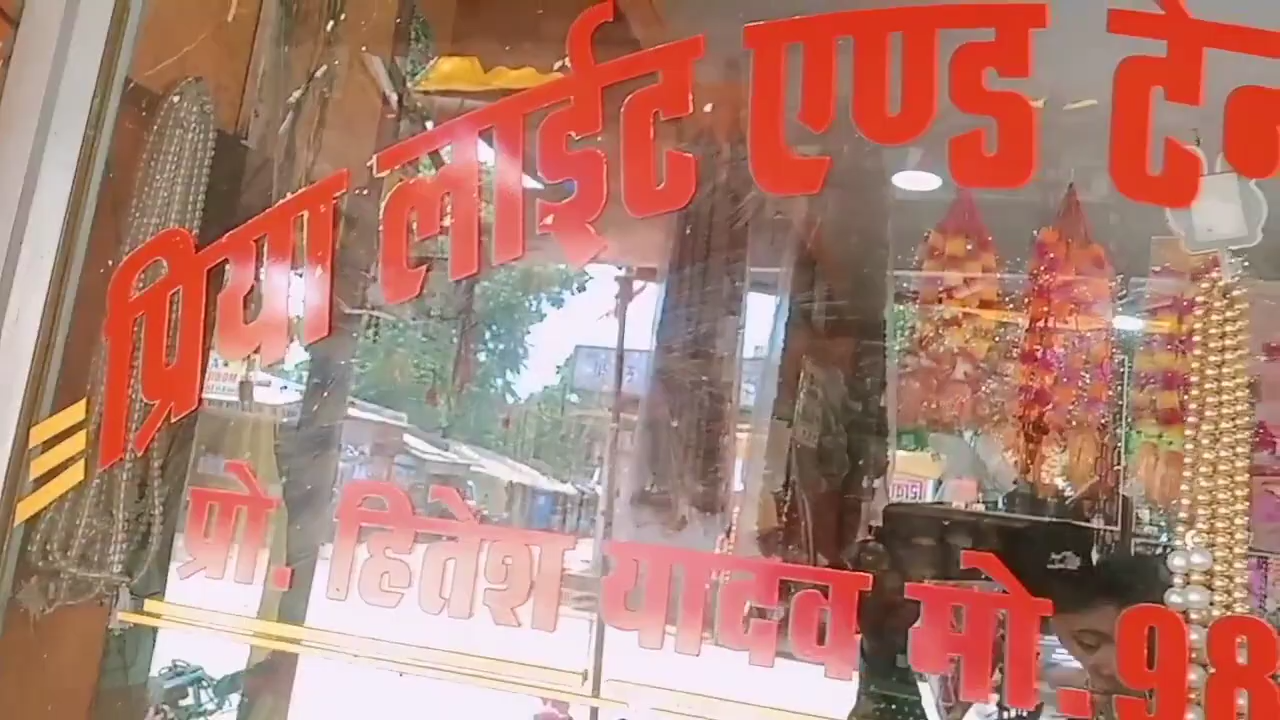 प्रिया लाईट एण्ड टे
प्रो. हितेश यादव मो. 98